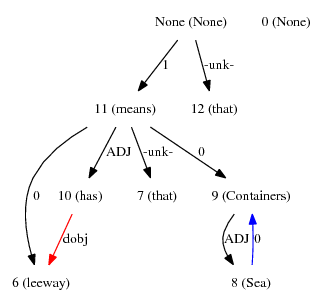 None (None) 0 (None)
1 -unk-
11 (means) 12 (that)
0 ADJ -unk- 0
10 (has) 7 (that) 9 (Containers)
dobj ADJ 0
6 (leeway) 8 (Sea)